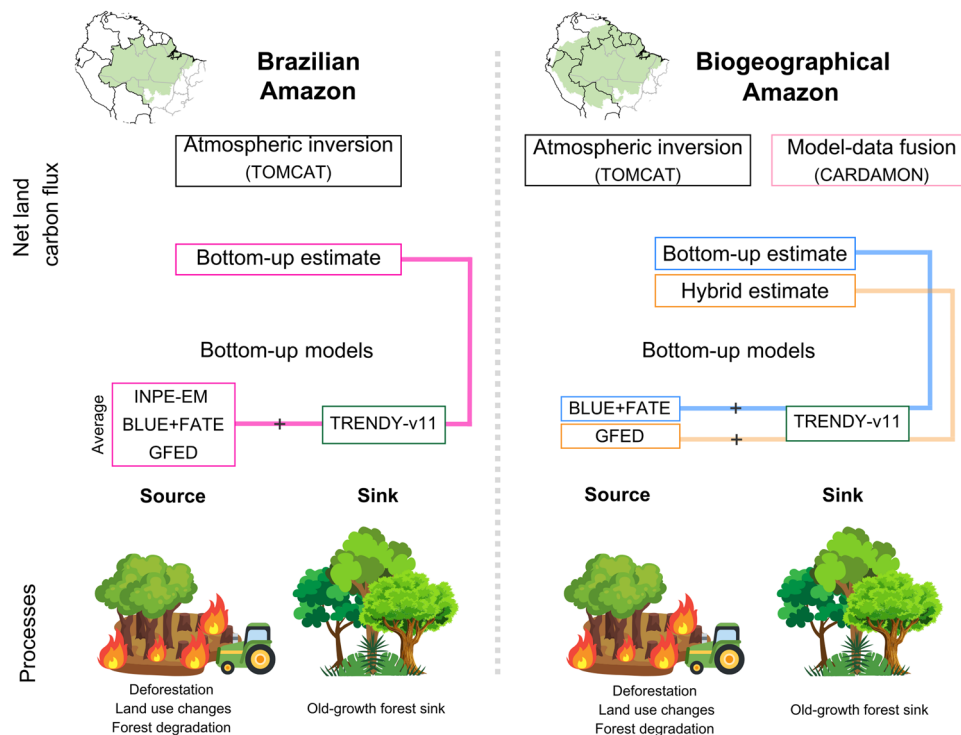 Brazilian
Amazon
Biogeographical
Amazon
Net land
carbon flux
Atmospheric inversion
(TOMCAT)
Atmospheric inversion
(TOMCAT)
Model-data fusion
(CARDAMON)
Bottom-up estimate
Bottom-up estimate
Hybrid estimate
Bottom-up models
Bottom-up models
Average
INPE-EM
BLUE+FATE
GFED
+
TRENDY-v11
BLUE+FATE
+
GFED
+
TRENDY-v11
Source
Sink
Source
Sink
Processes
Deforestation
Land use changes
Forest degradation
Old-growth forest sink
Deforestation
Land use changes
Forest degradation
Old-growth forest sink